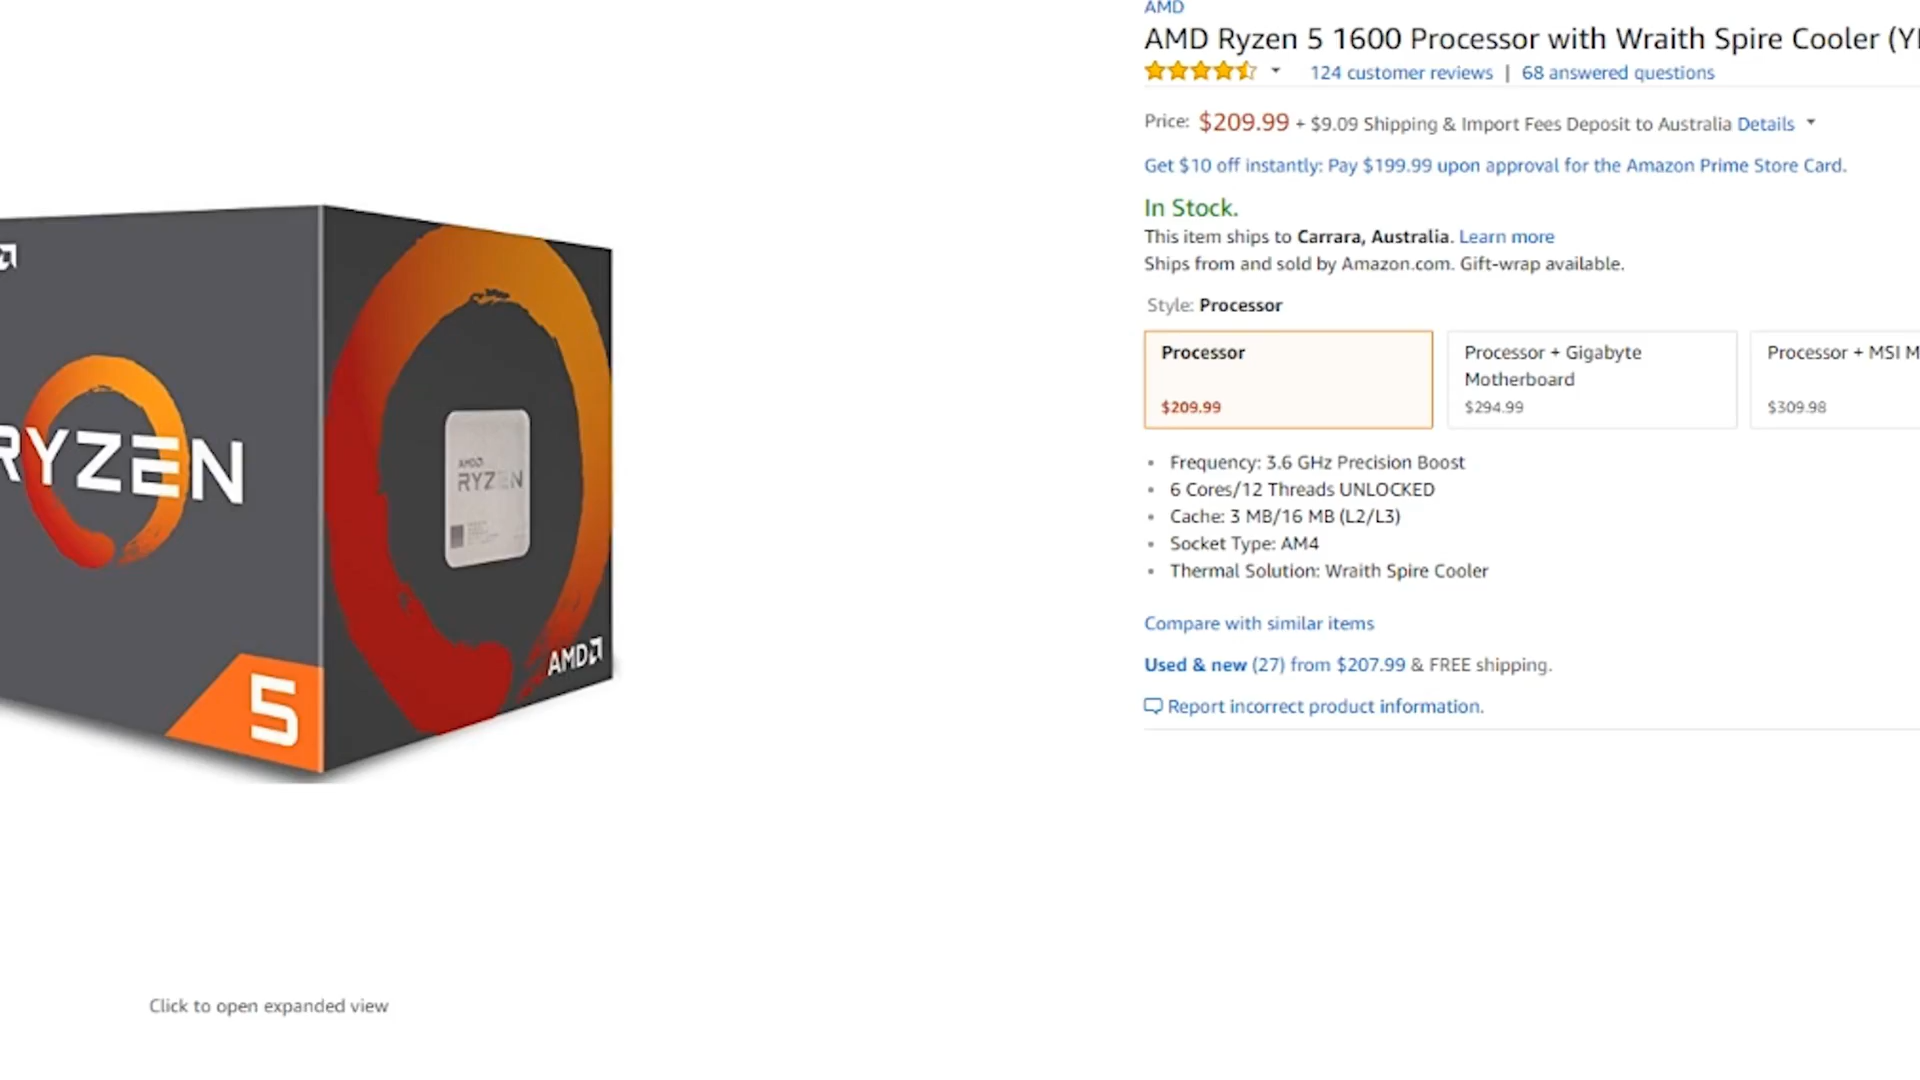 AMD
AMD Ryzen 5 1600 Processor with Wraith Spire Cooler
124 customer reviews | 68 answered questions
Price: $209.99 + $9.09 Shipping & Import Fees Deposit to Australia Details
Get $10 off instantly: Pay $199.99 upon approval for the Amazon Prime Store Card.
In Stock.
This item ships to Carrara, Australia. Learn more
Ships from and sold by Amazon.com. Gift-wrap available.
Style: Processor
Processor
$209.99
Processor + Gigabyte
Motherboard
$294.99
Processor + MSI M
$309.98
• Frequency: 3.6 GHz Precision Boost
• 6 Cores/12 Threads UNLOCKED
• Cache: 3 MB/16 MB (L2/L3)
• Socket Type: AM4
• Thermal Solution: Wraith Spire Cooler
Compare with similar items
Used & new (27) from $207.99 & FREE shipping.
Report incorrect product information.
RYZEN
5
AMD
RYZEN
AMD
Click to open expanded view